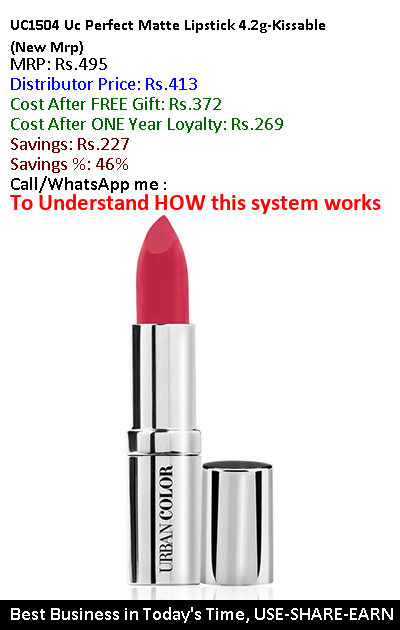 UC1504 Uc Perfect Matte Lipstick 4.2g-Kissable
(New Mrp)
MRP: Rs.495
Distributor Price: Rs.413
Cost After FREE Gift: Rs.372
Cost After ONE Year Loyalty: Rs.269
Savings: Rs.227
Savings %: 46%
Call/WhatsApp me :
To Understand HOW this system works
URBAN COLOR
Best Business in Today's Time, USE-SHARE-EARN